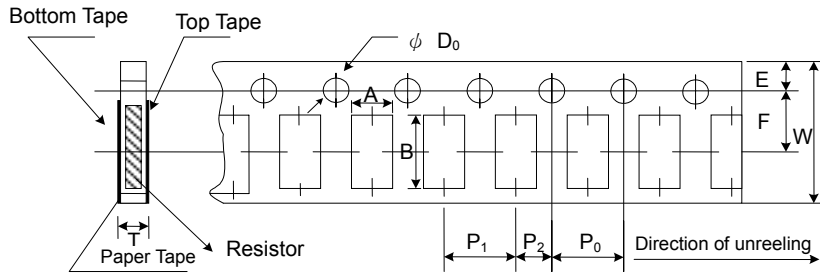 Bottom Tape
Top Tape
ϕ D₀
E
A
F
W
B
T
Paper Tape
Resistor
P₁
P₂
P₀
Direction of unreeling